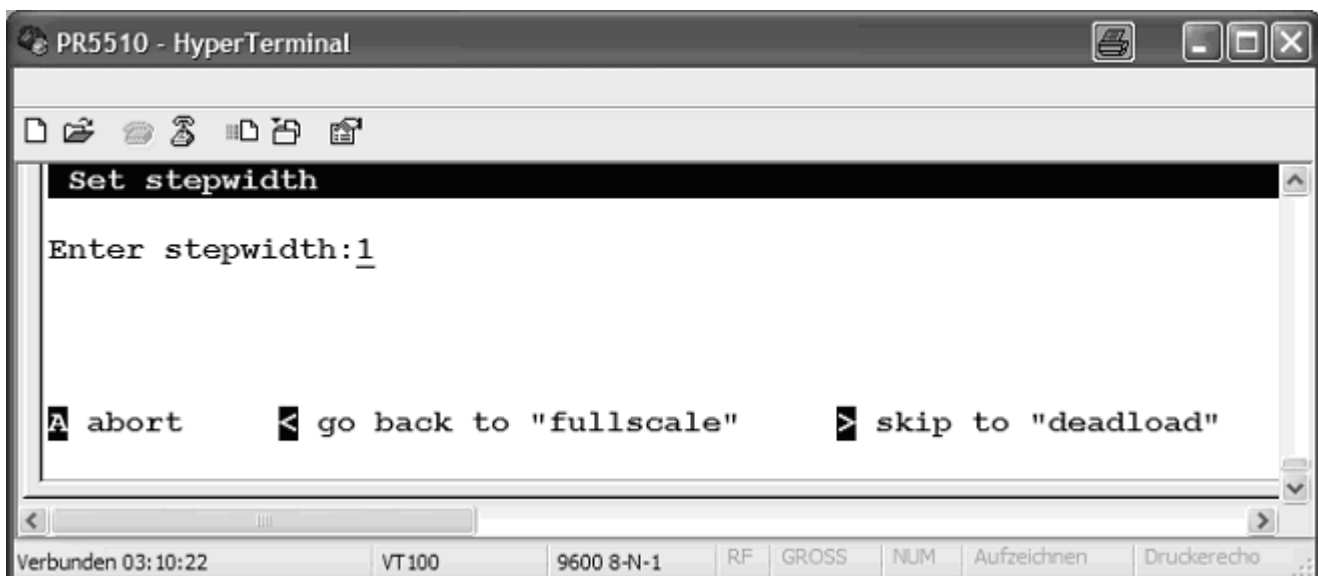 PR5510 - HyperTerminal
Set stepwidth
Enter stepwidth:1
A abort < go back to "fullscale" > skip to "deadload"
Verbunden 03:10:22 VT100 9600 8-N-1 RF GROSS NUM Aufzeichnen Druckerecho